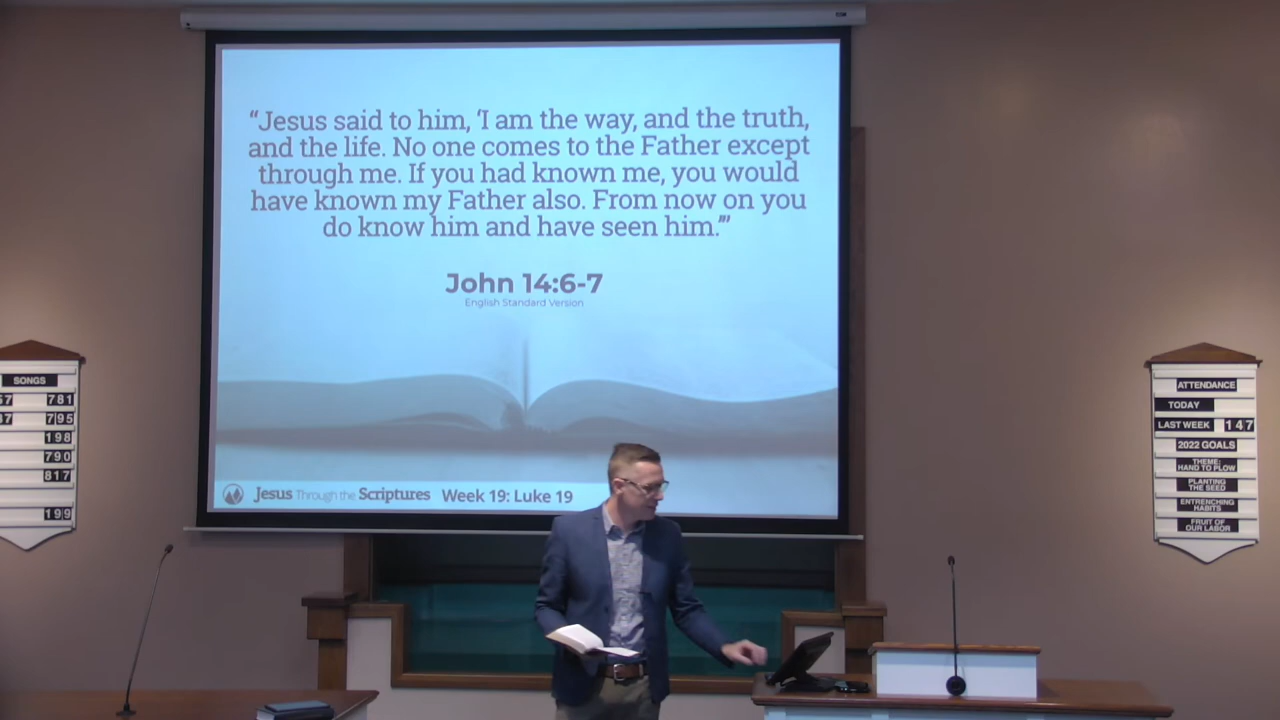 “Jesus said to him, ‘I am the way, and the truth,
and the life. No one comes to the Father except
through me. If you had known me, you would
have known my Father also. From now on you
do know him and have seen him.’”
John 14:6-7
English Standard Version
Jesus Through the Scriptures Week 19: Luke 19
SONGS
781
795
198
790
817
199
ATTENDANCE
TODAY
LAST WEEK 147
2022 GOALS
THEME:
HAND TO PLOW
PLANTING
THE SEED
ENTRENCHING
HABITS
FRUIT OF
OUR LABOR